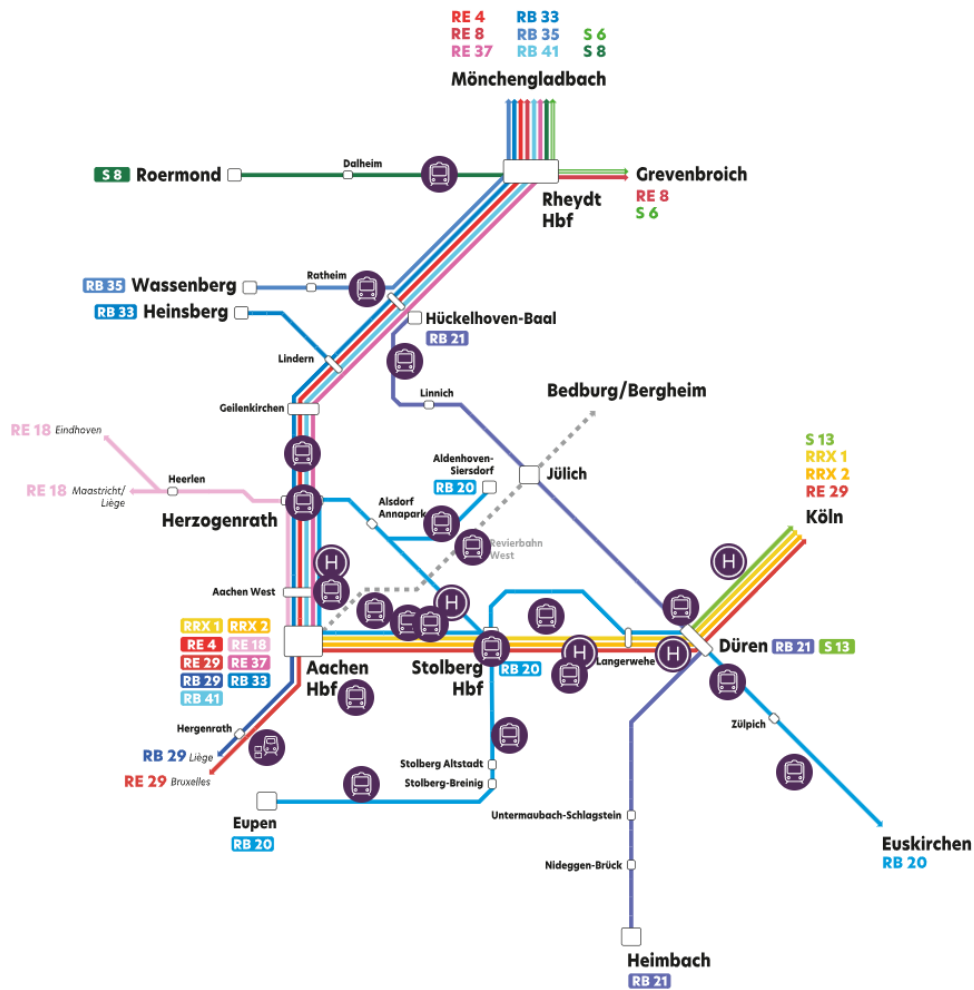 RE 4 RB 33
RE 8 RB 35 S 6
RE 37 RB 41 S 8
Mönchengladbach
S 8 Roermond
Dalheim
Grevenbroich
RE 8
S 6
Rheydt
Hbf
RB 35 Wassenberg
Ratheim
RB 33 Heinsberg
Hückelhoven-Baal
RB 21
Lindern
Linnich
Geilenkirchen
Bedburg/Bergheim
RE 18 Eindhoven
S 13
RRX 1
RRX 2
RE 29
Köln
Aldenhoven-
Siersdorf
RB 20
Jülich
Heerlen
RE 18 Maastricht/
Liège
Herzogenrath
Alsdorf
Annapark
Revierbahn
West
H
H
H
Aachen West
RRX 1 RRX 2
RE 4 RE 18
RE 29 RE 37
RB 29 RB 33
RB 41
Aachen
Hbf
Stolberg
Hbf
RB 20
H
Langerwehe
H
Düren RB 21 S 13
Zülpich
Hergenrath
RB 29 Liège
RE 29 Bruxelles
Stolberg Altstadt
Stolberg-Breinig
Eupen
RB 20
Untermaubach-Schlagstein
Nideggen-Brück
Euskirchen
RB 20
Heimbach
RB 21